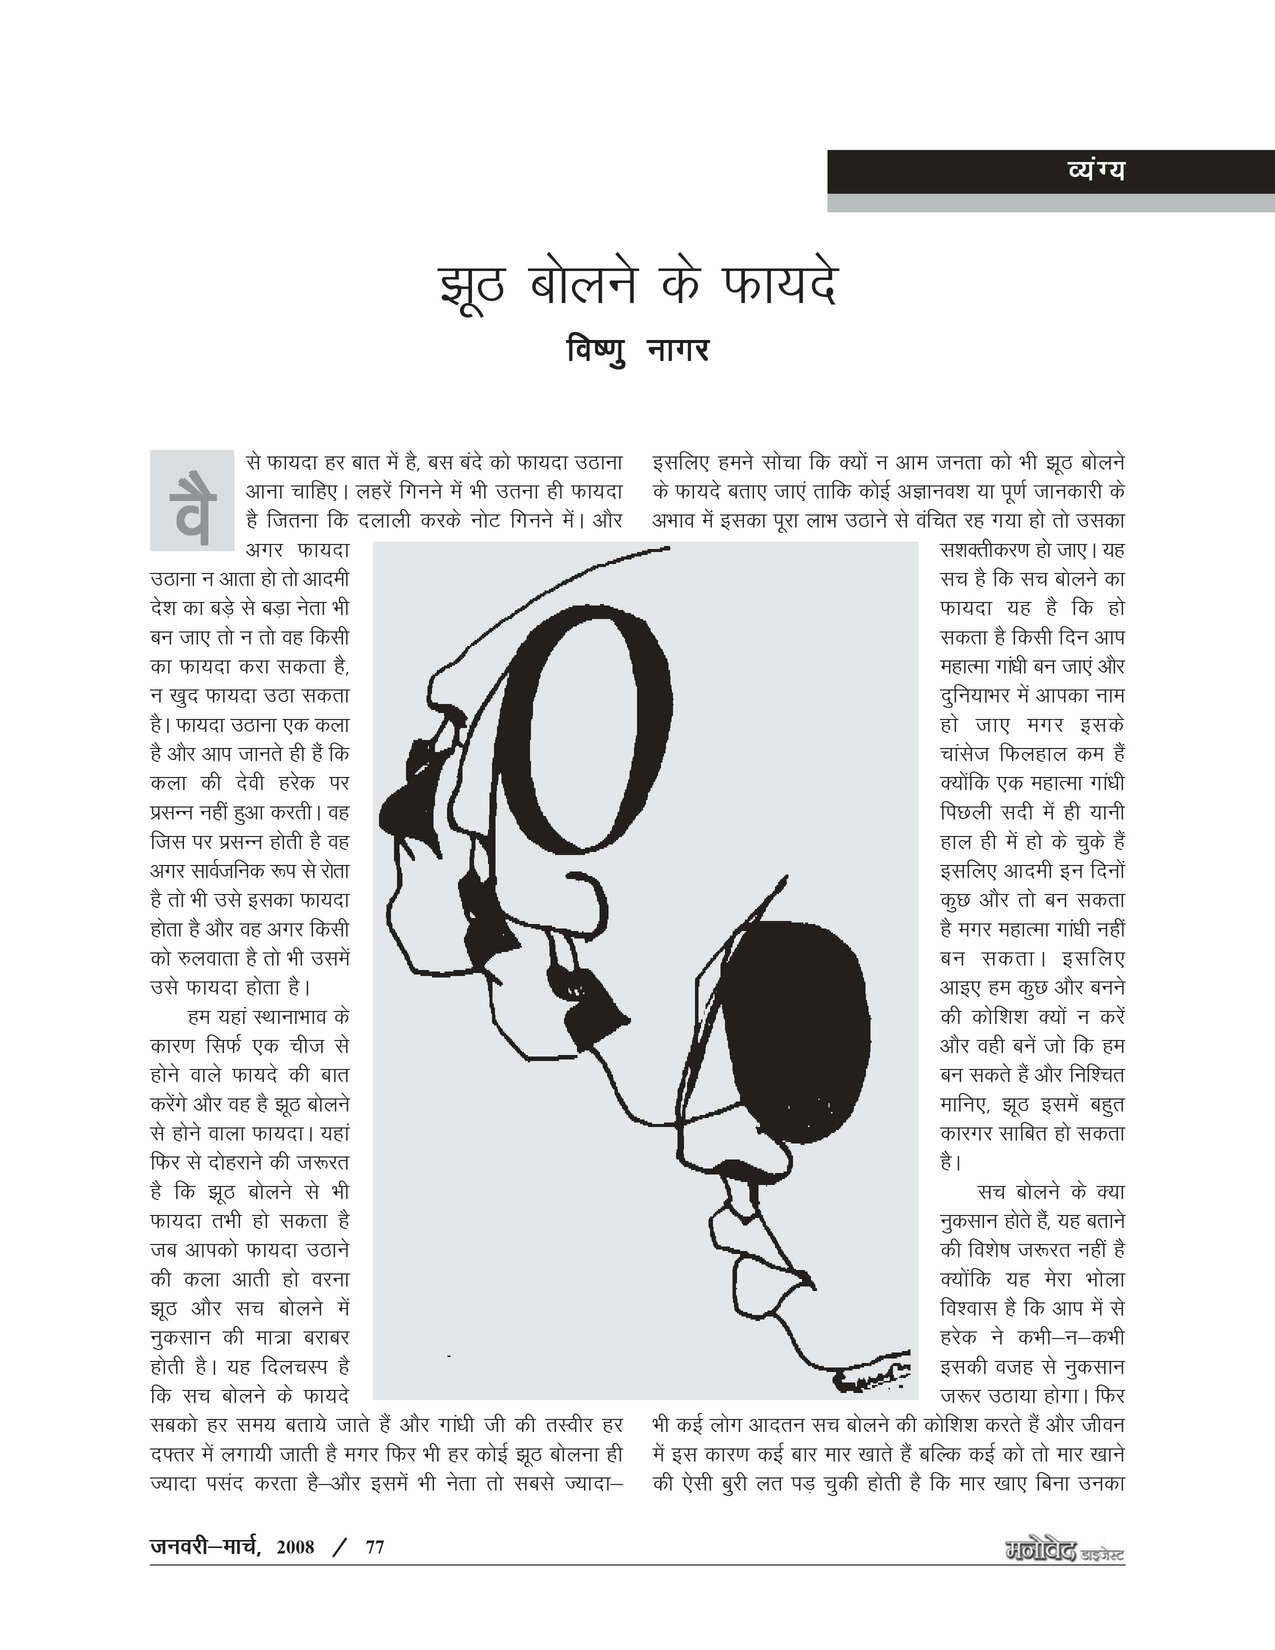 व्यंग्य
झूठ बोलने के फायदे
विष्णु नागर
वैसे फायदा हर बात में है, बस बंदे को फायदा उठाना
आना चाहिए। लहरें गिनने में भी उतना ही फायदा
है जितना कि दलाली करके नोट गिनने में। और
अगर फायदा
उठाना न आता हो तो आदमी
देश का बड़े से बड़ा नेता भी
बन जाए तो न तो वह किसी
का फायदा करा सकता है,
न खुद फायदा उठा सकता
है। फायदा उठाना एक कला
है और आप जानते ही हैं कि
कला की देवी हरेक पर
प्रसन्न नहीं हुआ करती। वह
जिस पर प्रसन्न होती है वह
अगर सार्वजनिक रूप से रोता
है तो भी उसे इसका फायदा
होता है और वह अगर किसी
को रुलवाता है तो भी उसमें
उसे फायदा होता है।
हम यहां स्थानाभाव के
कारण सिर्फ एक चीज से
होने वाले फायदे की बात
करेंगे और वह है झूठ बोलने
से होने वाला फायदा। यहां
फिर से दोहराने की जरूरत
है कि झूठ बोलने से भी
फायदा तभी हो सकता है
जब आपको फायदा उठाने
की कला आती हो वरना
झूठ और सच बोलने में
नुकसान की मात्रा बराबर
होती है। यह दिलचस्प है
कि सच बोलने के फायदे
सबको हर समय बताये जाते हैं और गांधी जी की तस्वीर हर
दफ्तर में लगायी जाती है मगर फिर भी हर कोई झूठ बोलना ही
ज्यादा पसंद करता है–और इसमें भी नेता तो सबसे ज्यादा–
इसलिए हमने सोचा कि क्यों न आम जनता को भी झूठ बोलने
के फायदे बताए जाएं ताकि कोई अज्ञानवश या पूर्ण जानकारी के
अभाव में इसका पूरा लाभ उठाने से वंचित रह गया हो तो उसका
सशक्तीकरण हो जाए। यह
सच है कि सच बोलने का
फायदा यह है कि हो
सकता है किसी दिन आप
महात्मा गांधी बन जाएं और
दुनियाभर में आपका नाम
हो जाए मगर इसके
चांसेज फिलहाल कम हैं
क्योंकि एक महात्मा गांधी
पिछली सदी में ही यानी
हाल ही में हो के चुके हैं
इसलिए आदमी इन दिनों
कुछ और तो बन सकता
है मगर महात्मा गांधी नहीं
बन सकता। इसलिए
आइए हम कुछ और बनने
की कोशिश क्यों न करें
और वही बनें जो कि हम
बन सकते हैं और निश्चित
मानिए, झूठ इसमें बहुत
कारगर साबित हो सकता
है।
सच बोलने के क्या
नुकसान होते हैं, यह बताने
की विशेष जरूरत नहीं है
क्योंकि यह मेरा भोला
विश्वास है कि आप में से
हरेक ने कभी–न–कभी
इसकी वजह से नुकसान
जरूर उठाया होगा। फिर
भी कई लोग आदतन सच बोलने की कोशिश करते हैं और जीवन
में इस कारण कई बार मार खाते हैं बल्कि कई को तो मार खाने
की ऐसी बुरी लत पड़ चुकी होती है कि मार खाए बिना उनका
जनवरी–मार्च, 2008 / 77
मनोवेद डाइजेस्ट